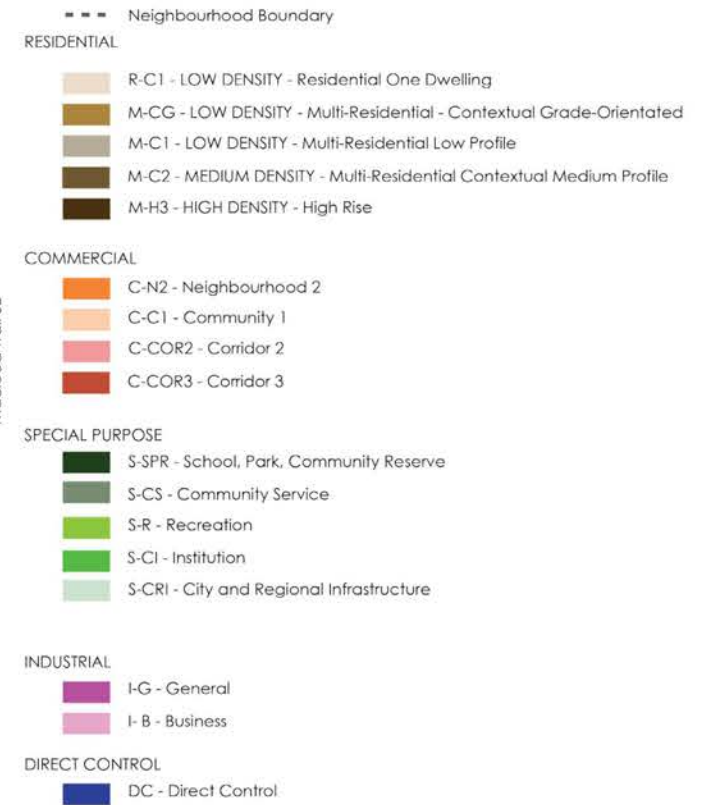 Neighbourhood Boundary
RESIDENTIAL
R-C1 - LOW DENSITY - Residential One Dwelling
M-CG - LOW DENSITY - Multi-Residential - Contextual Grade-Orientated
M-C1 - LOW DENSITY - Multi-Residential Low Profile
M-C2 - MEDIUM DENSITY - Multi-Residential Contextual Medium Profile
M-H3 - HIGH DENSITY - High Rise
COMMERCIAL
C-N2 - Neighbourhood 2
C-C1 - Community 1
C-COR2 - Corridor 2
C-COR3 - Corridor 3
SPECIAL PURPOSE
S-SPR - School, Park, Community Reserve
S-CS - Community Service
S-R - Recreation
S-CI - Institution
S-CRI - City and Regional Infrastructure
INDUSTRIAL
I-G - General
I- B - Business
DIRECT CONTROL
DC - Direct Control